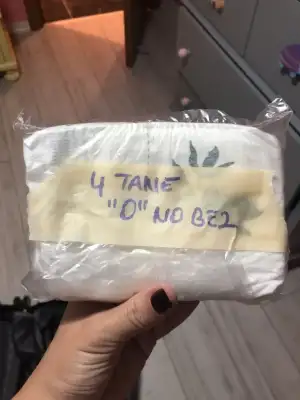 4 TANE
"0" NO BEZ